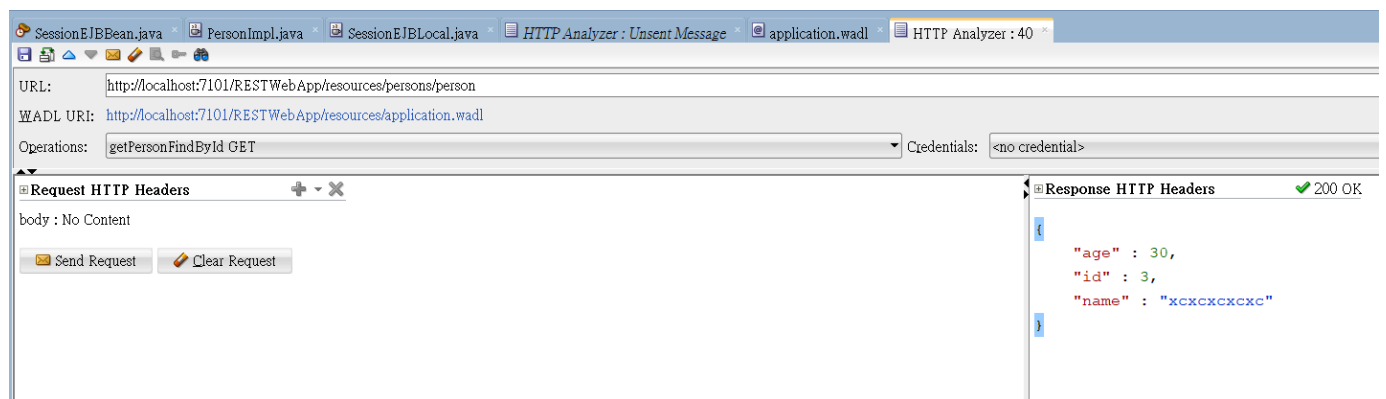 SessionEJBBean.java PersonImpl.java SessionEJBLocal.java HTTP Analyzer : Unsent Message application.wadl HTTP Analyzer : 40
URL: http://localhost:7101/RESTWebApp/resources/persons/person
WADL URI: http://localhost:7101/RESTWebApp/resources/application.wadl
Operations: getPersonFindById GET Credentials: <no credential>
Request HTTP Headers
body : No Content
Send Request Clear Request
Response HTTP Headers 200 OK
{
"age" : 30,
"id" : 3,
"name" : "xcxcxcxcxc"
}